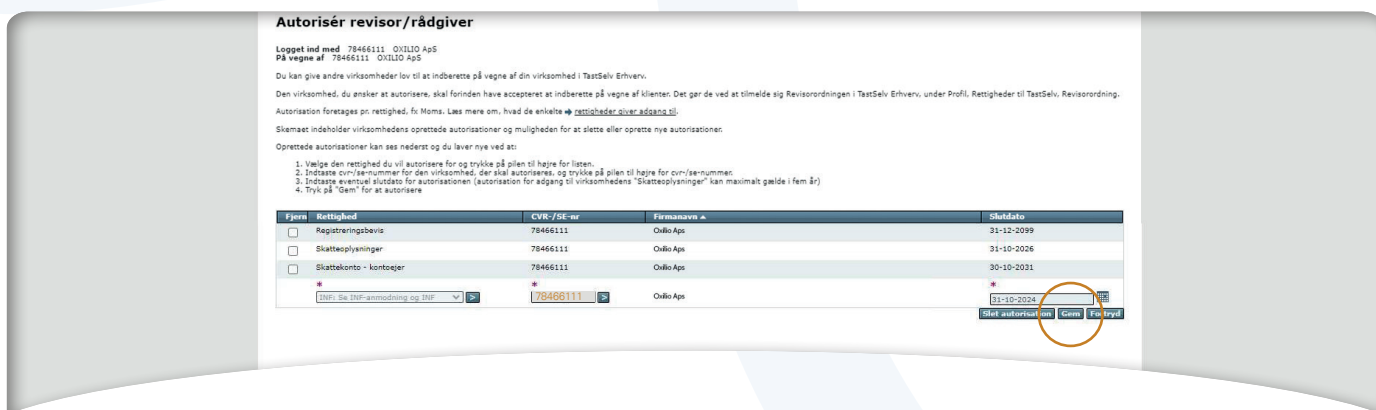 Autorisér revisor/rådgiver
Logget ind med 78466111 OXILIO ApS
På vegne af 78466111 OXILIO ApS
Du kan give andre virksomheder lov til at indberette på vegne af din virksomhed i TastSelv Erhverv.
Den virksomhed, du ønsker at autorisere, skal forinden have accepteret at indberette på vegne af klienter. Det gør de ved at tilmelde sig Revisorordningen i TastSelv Erhverv, under Profil, Rettigheder til TastSelv, Revisorordning.
Autorisation foretages pr. rettighed, fx Moms. Læs mere om, hvad de enkelte rettigheder giver adgang til.
Skemaet indeholder virksomhedens oprettede autorisationer og muligheden for at slette eller oprette nye autorisationer.
Oprettede autorisationer kan ses nederst og du laver nye ved at:
1. Vælge den rettighed du vil autorisere for og trykke på pilen til højre for listen.
2. Indtaste cvr-/se-nummer for den virksomhed, der skal autoriseres, og trykke på pilen til højre for cvr-/se-nummer.
3. Indtaste eventuel slutdato for autorisationen (autorisation for adgang til virksomhedens "Skatteoplysninger" kan maximalt gælde i fem år)
4. Tryk på "Gem" for at autorisere
Fjern Rettighed CVR-/SE-nr Firmanavn Slutdato
Registreringsbevis 78466111 Oxilio Aps 31-12-2099
Skatteoplysninger 78466111 Oxilio Aps 31-10-2026
Skattekonto - kontoejer 78466111 Oxilio Aps 30-10-2031
* * *
INF: Se INF-anmodning og INF > 78466111 > Oxilio Aps 31-10-2024
Slet autorisation Gem Fortryd